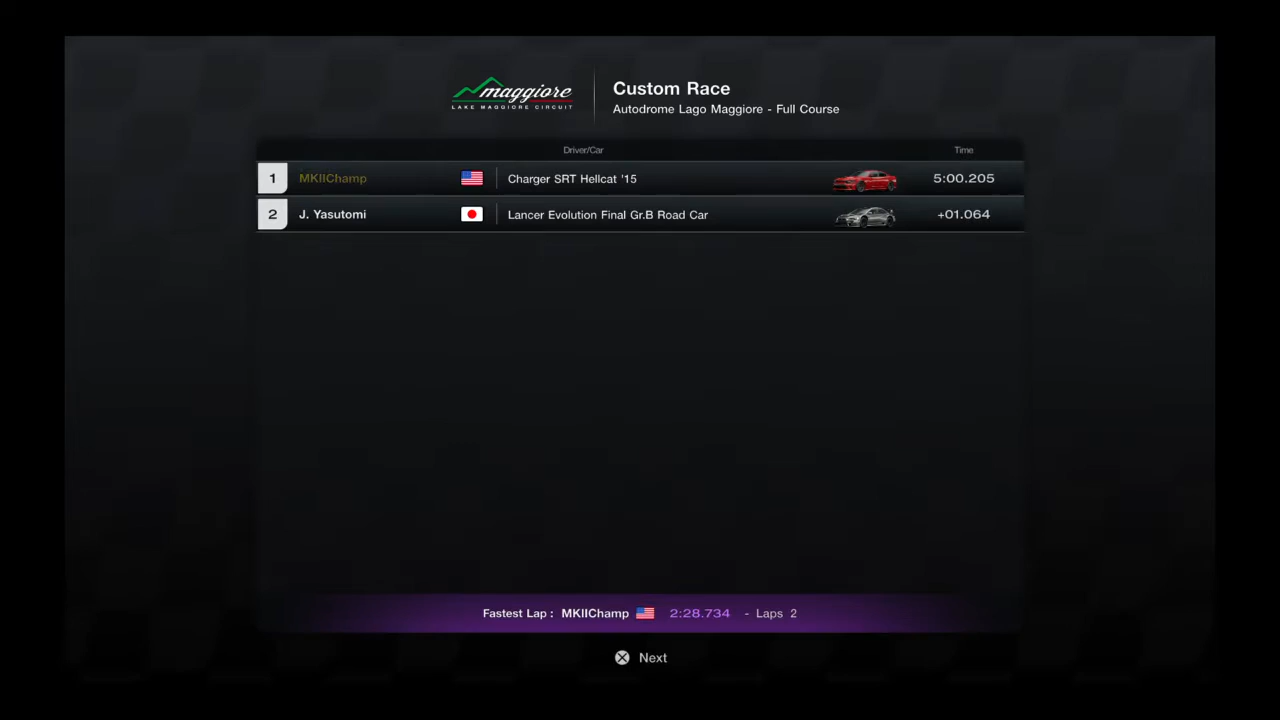 maggiore
LAKE MAGGIORE CIRCUIT
Custom Race
Autodrome Lago Maggiore - Full Course
Driver/Car Time
1 MKIIChamp Charger SRT Hellcat '15 5:00.205
2 J. Yasutomi Lancer Evolution Final Gr.B Road Car +01.064
Fastest Lap : MKIIChamp 2:28.734 - Laps 2
Next